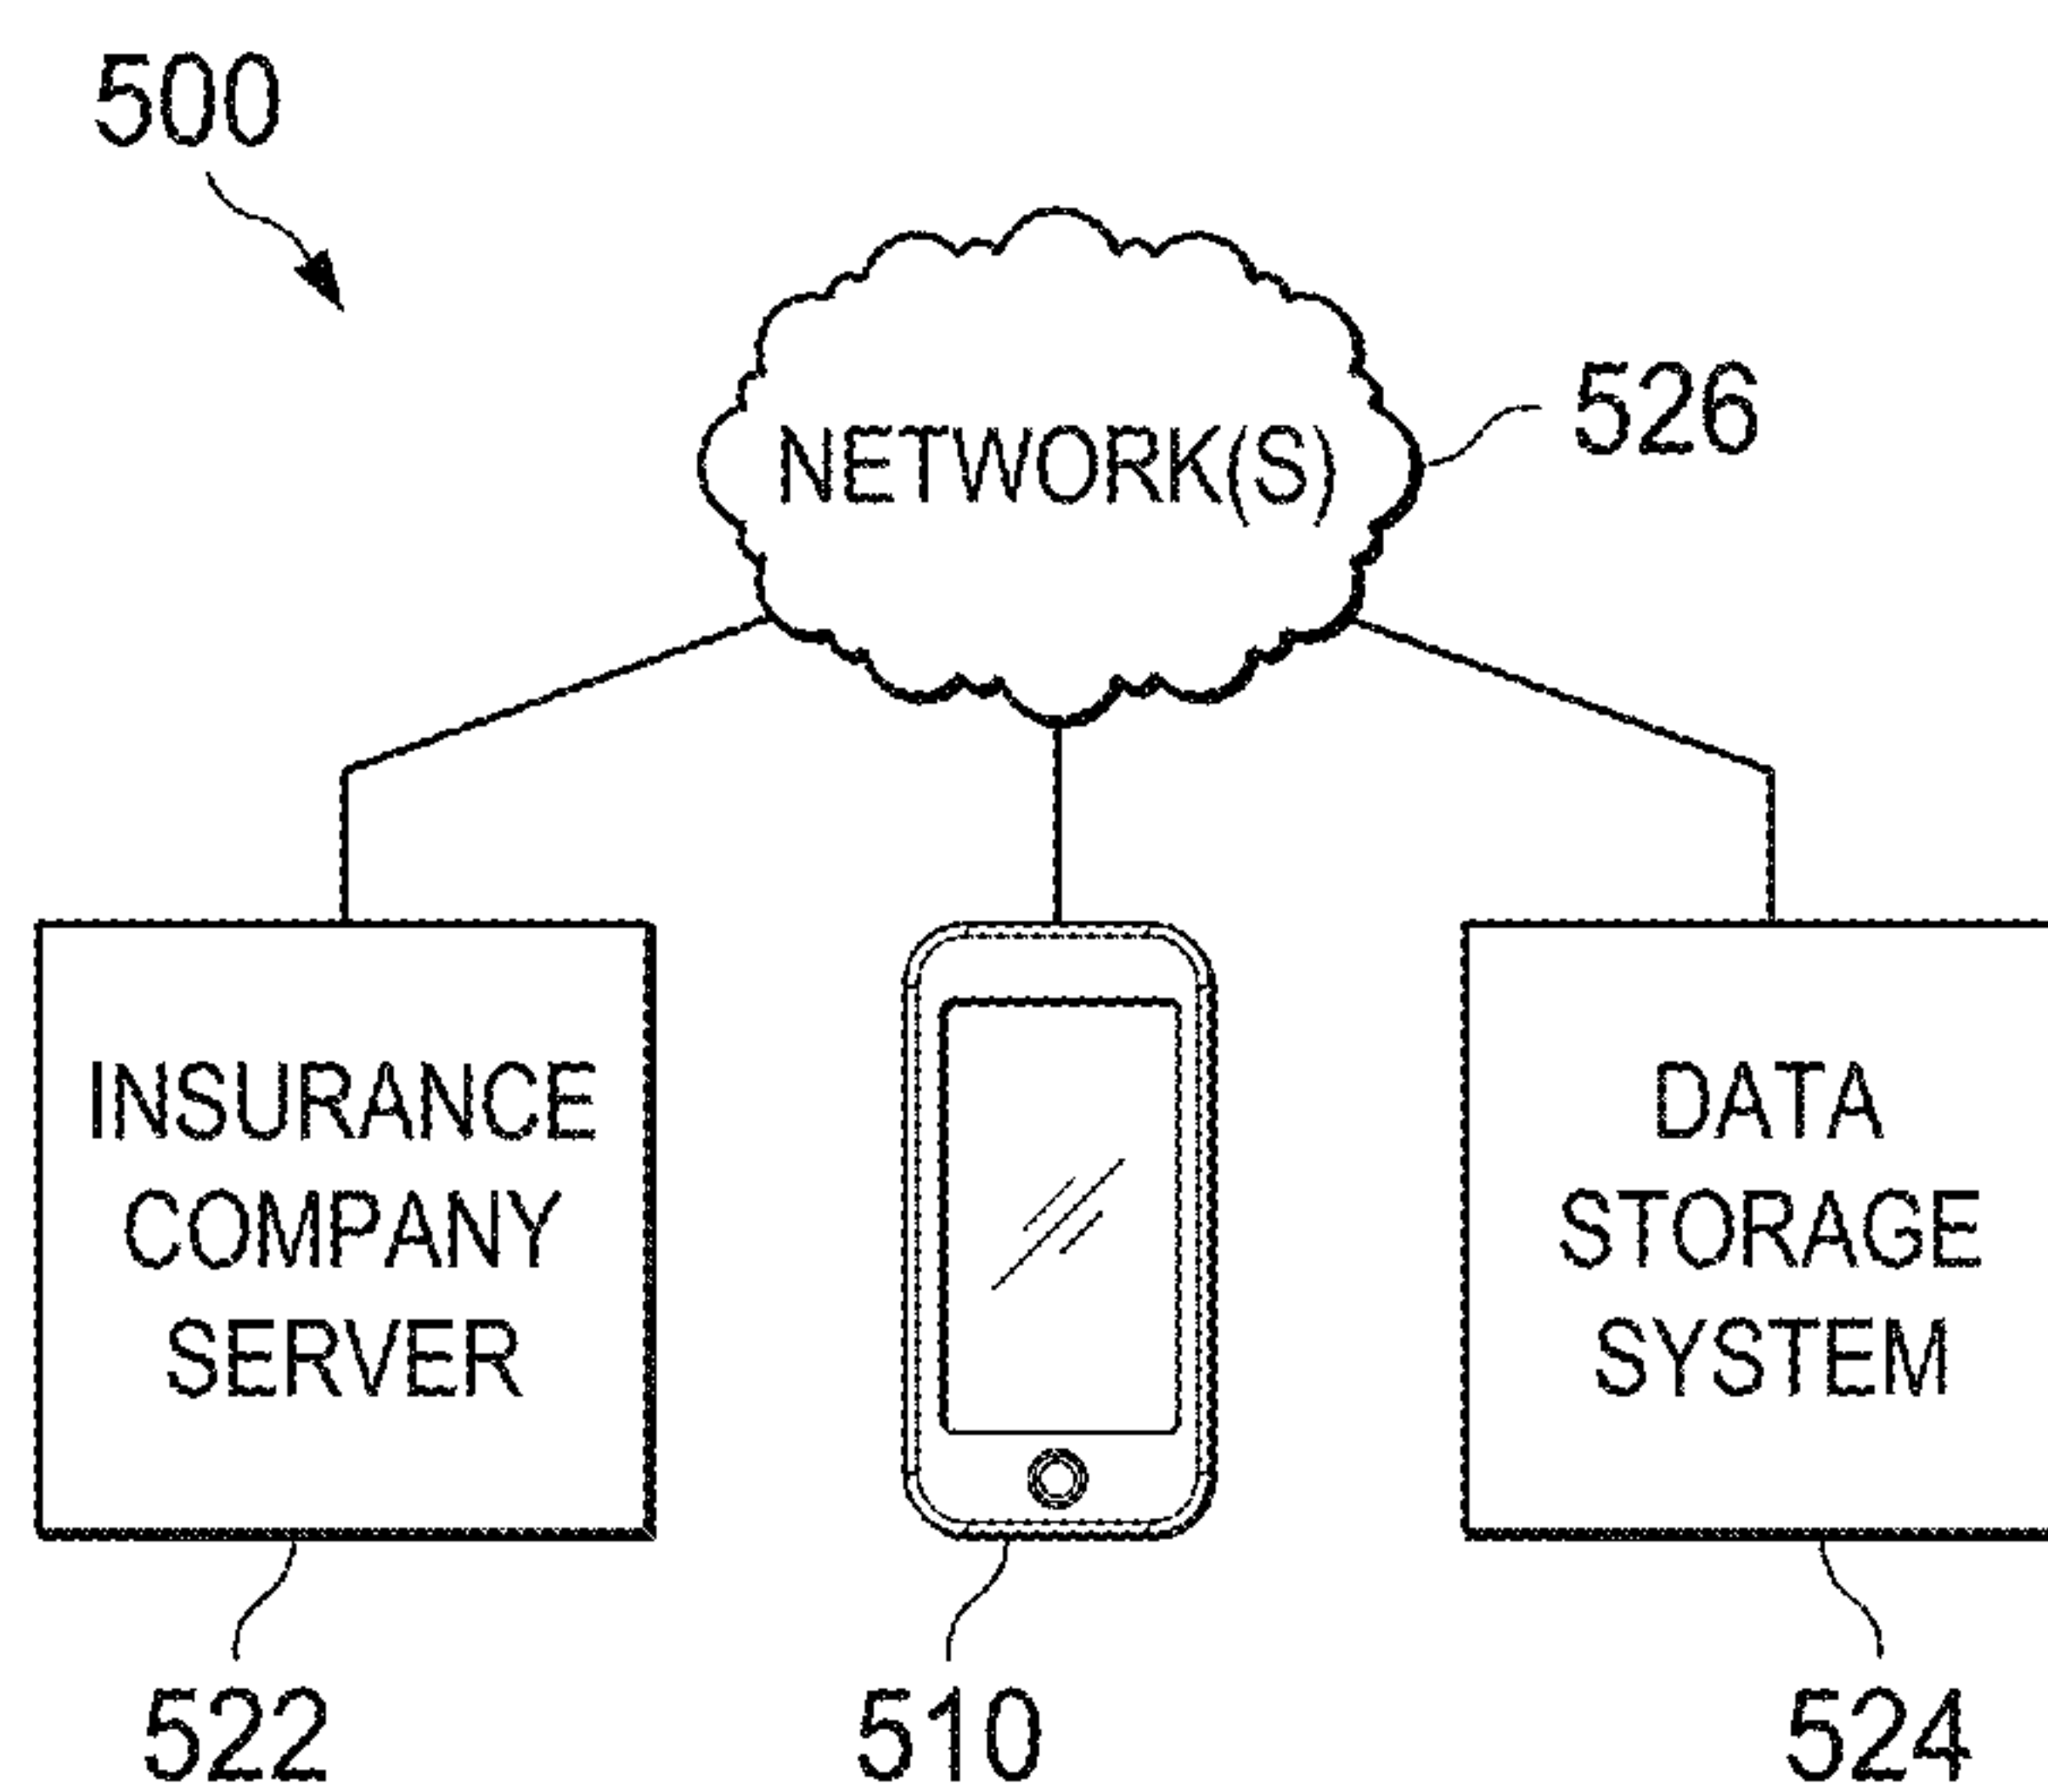 500
NETWORK(S)
526
INSURANCE
COMPANY
SERVER
DATA
STORAGE
SYSTEM
522
510
524